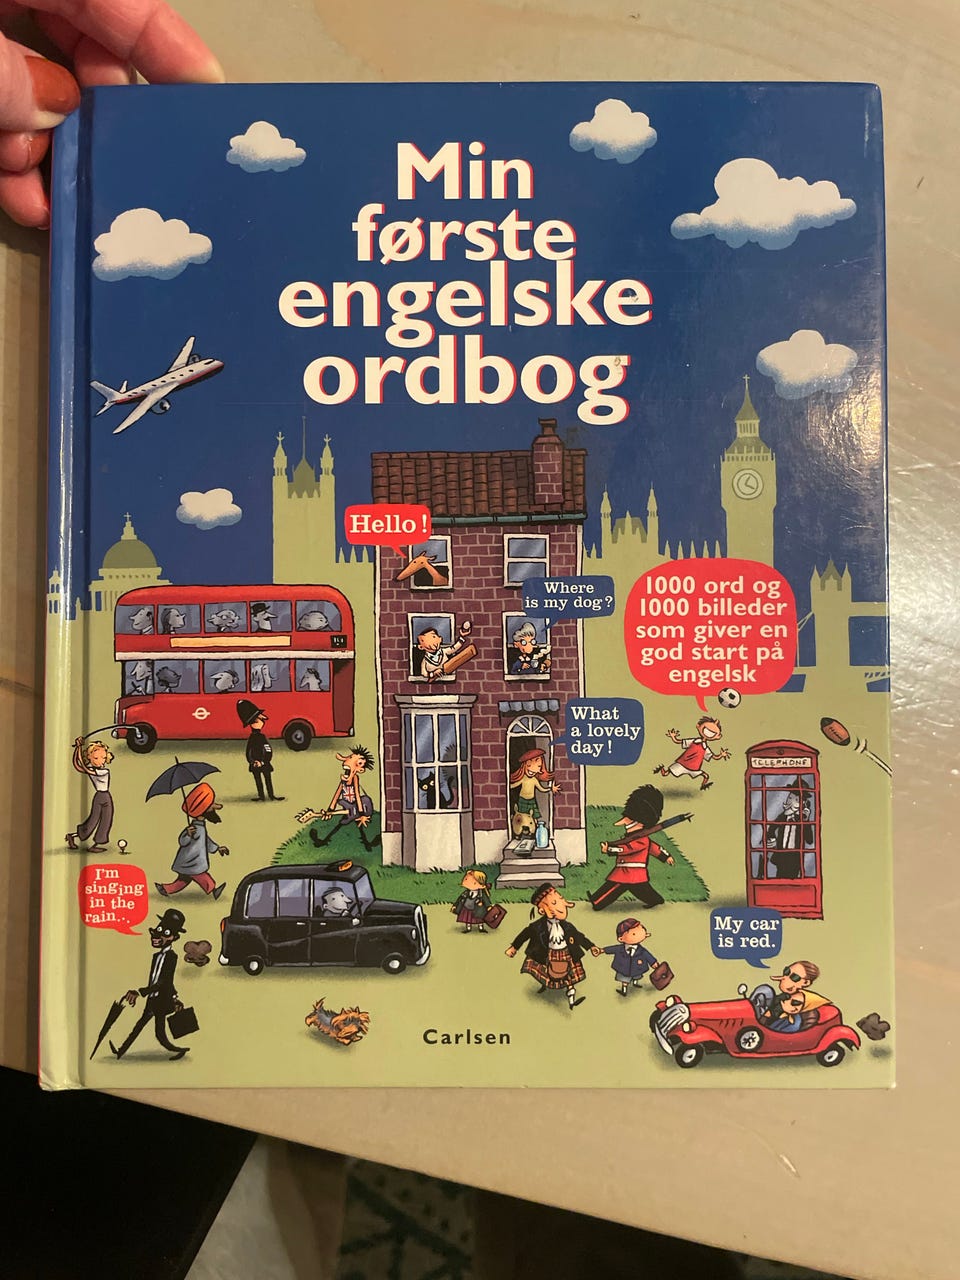 Min
første
engelske
ordbog
Hello!
Where
is my dog?
1000 ord og
1000 billeder
som giver en
god start på
engelsk
What
a lovely
day!
TELEPHONE
I'm
singing
in the
rain...
My car
is red.
Carlsen